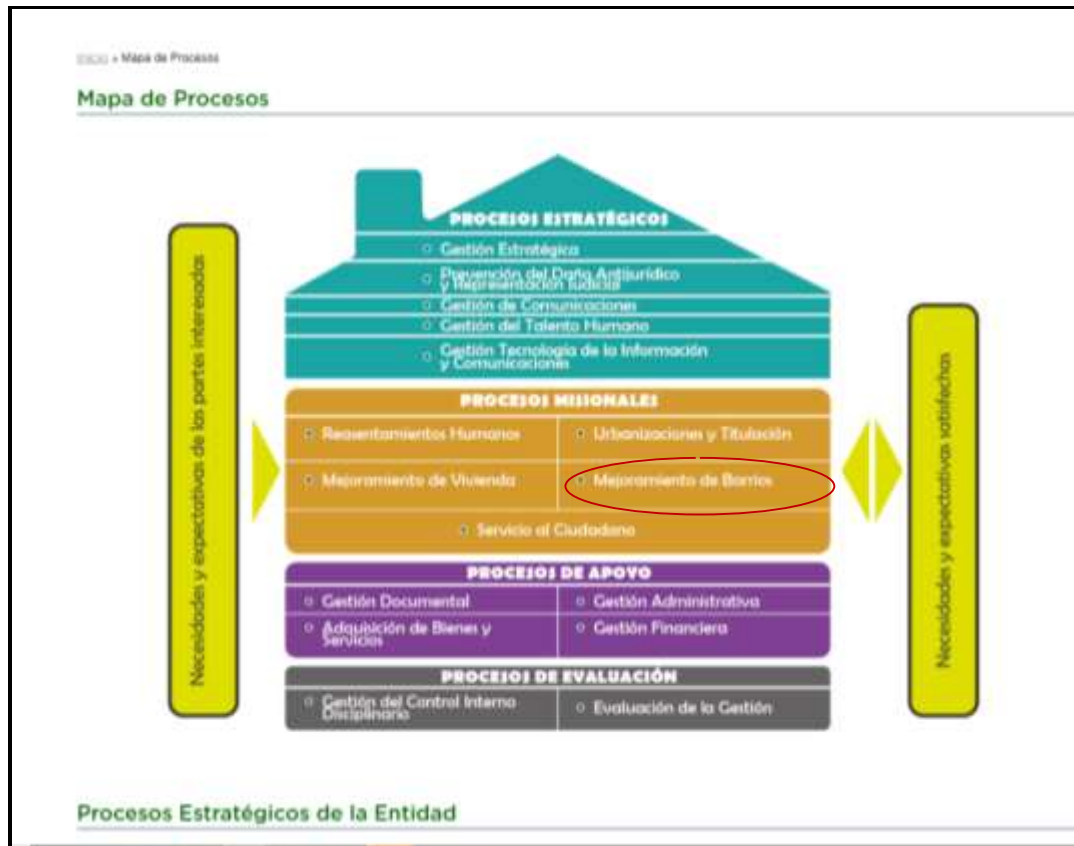 Inicio » Mapa de Procesos
Mapa de Procesos
PROCESOS ESTRATÉGICOS
Gestión Estratégica
Prevención del Daño Antijurídico
y Representación Judicial
Gestión de Comunicaciones
Gestión del Talento Humano
Gestión Tecnología de la Información
y Comunicaciones
Necesidades y expectativas de las partes interesadas
PROCESOS MISIONALES
Reasentamientos Humanos
Urbanizaciones y Titulación
Mejoramiento de Vivienda
Mejoramiento de Barrios
Servicio al Ciudadano
PROCESOS DE APOYO
Gestión Documental
Gestión Administrativa
Adquisición de Bienes y
Servicios
Gestión Financiera
PROCESOS DE EVALUACIÓN
Gestión del Control Interno
Disciplinario
Evaluación de la Gestión
Necesidades y expectativas satisfechas
Procesos Estratégicos de la Entidad